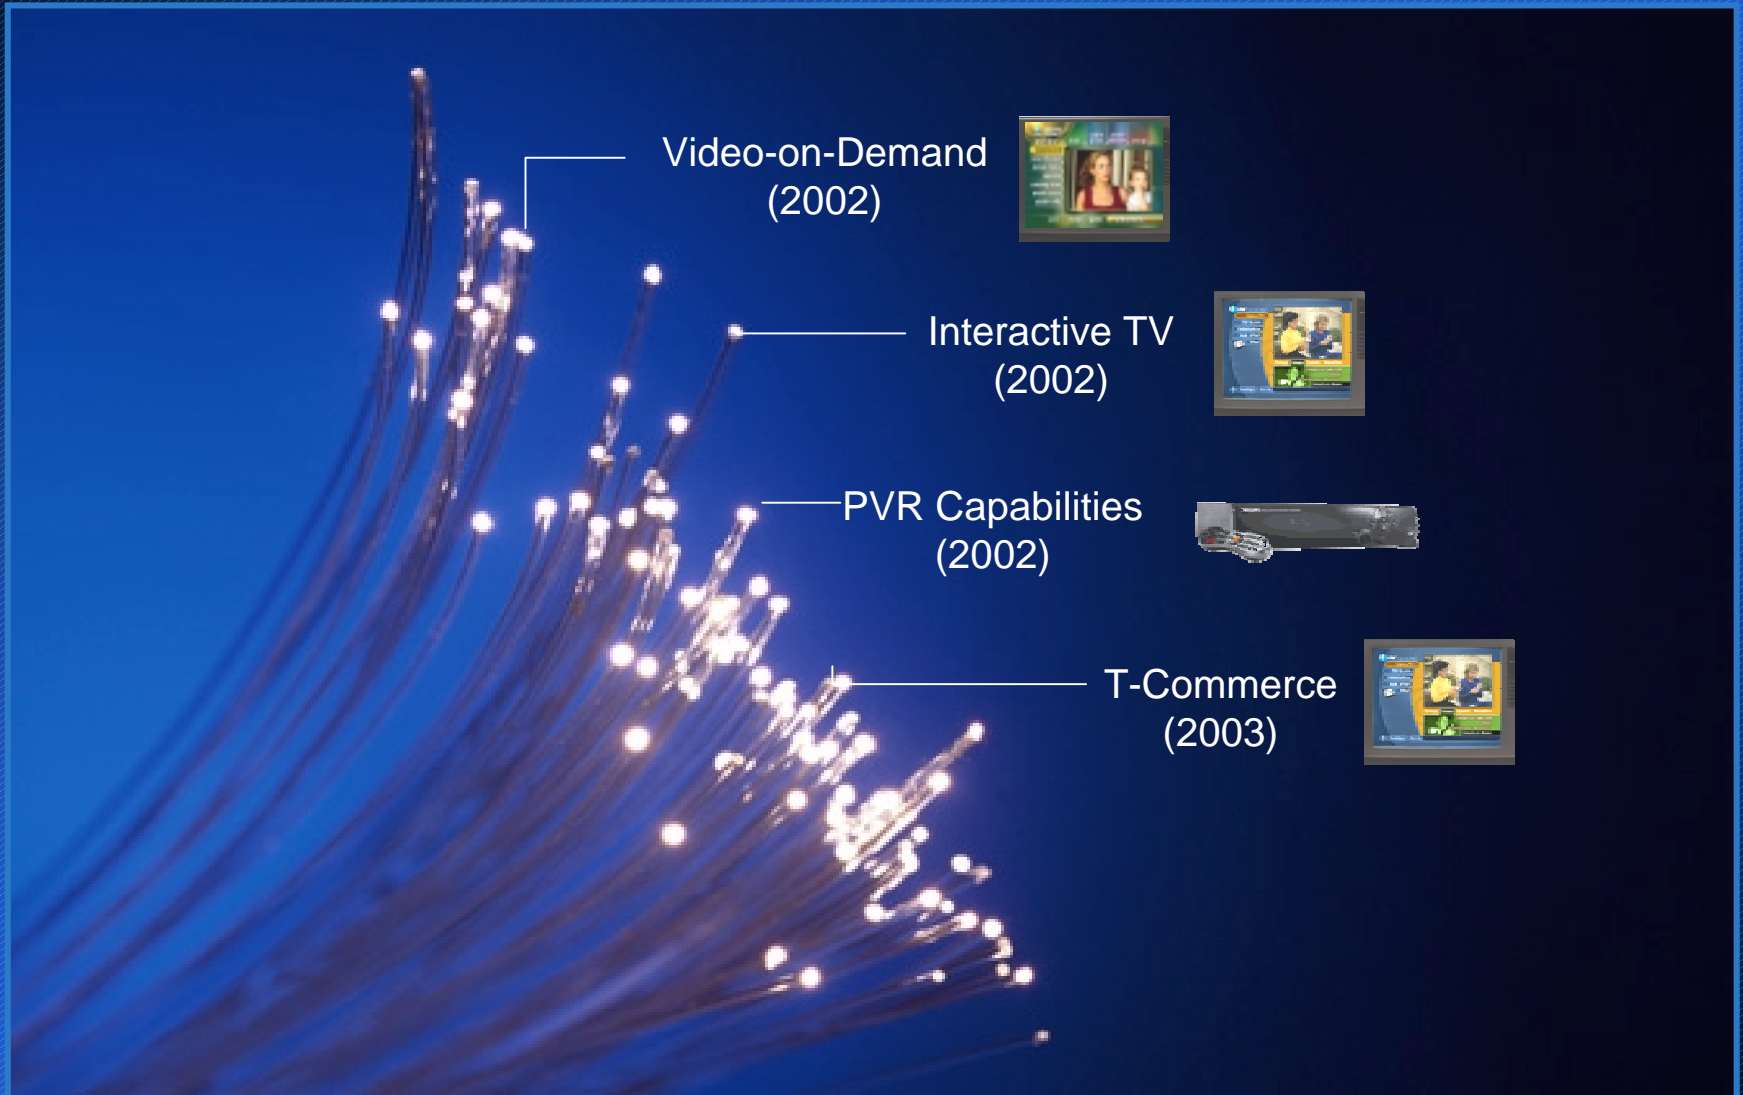 Video-on-Demand
(2002)
Interactive TV
(2002)
PVR Capabilities
(2002)
T-Commerce
(2003)